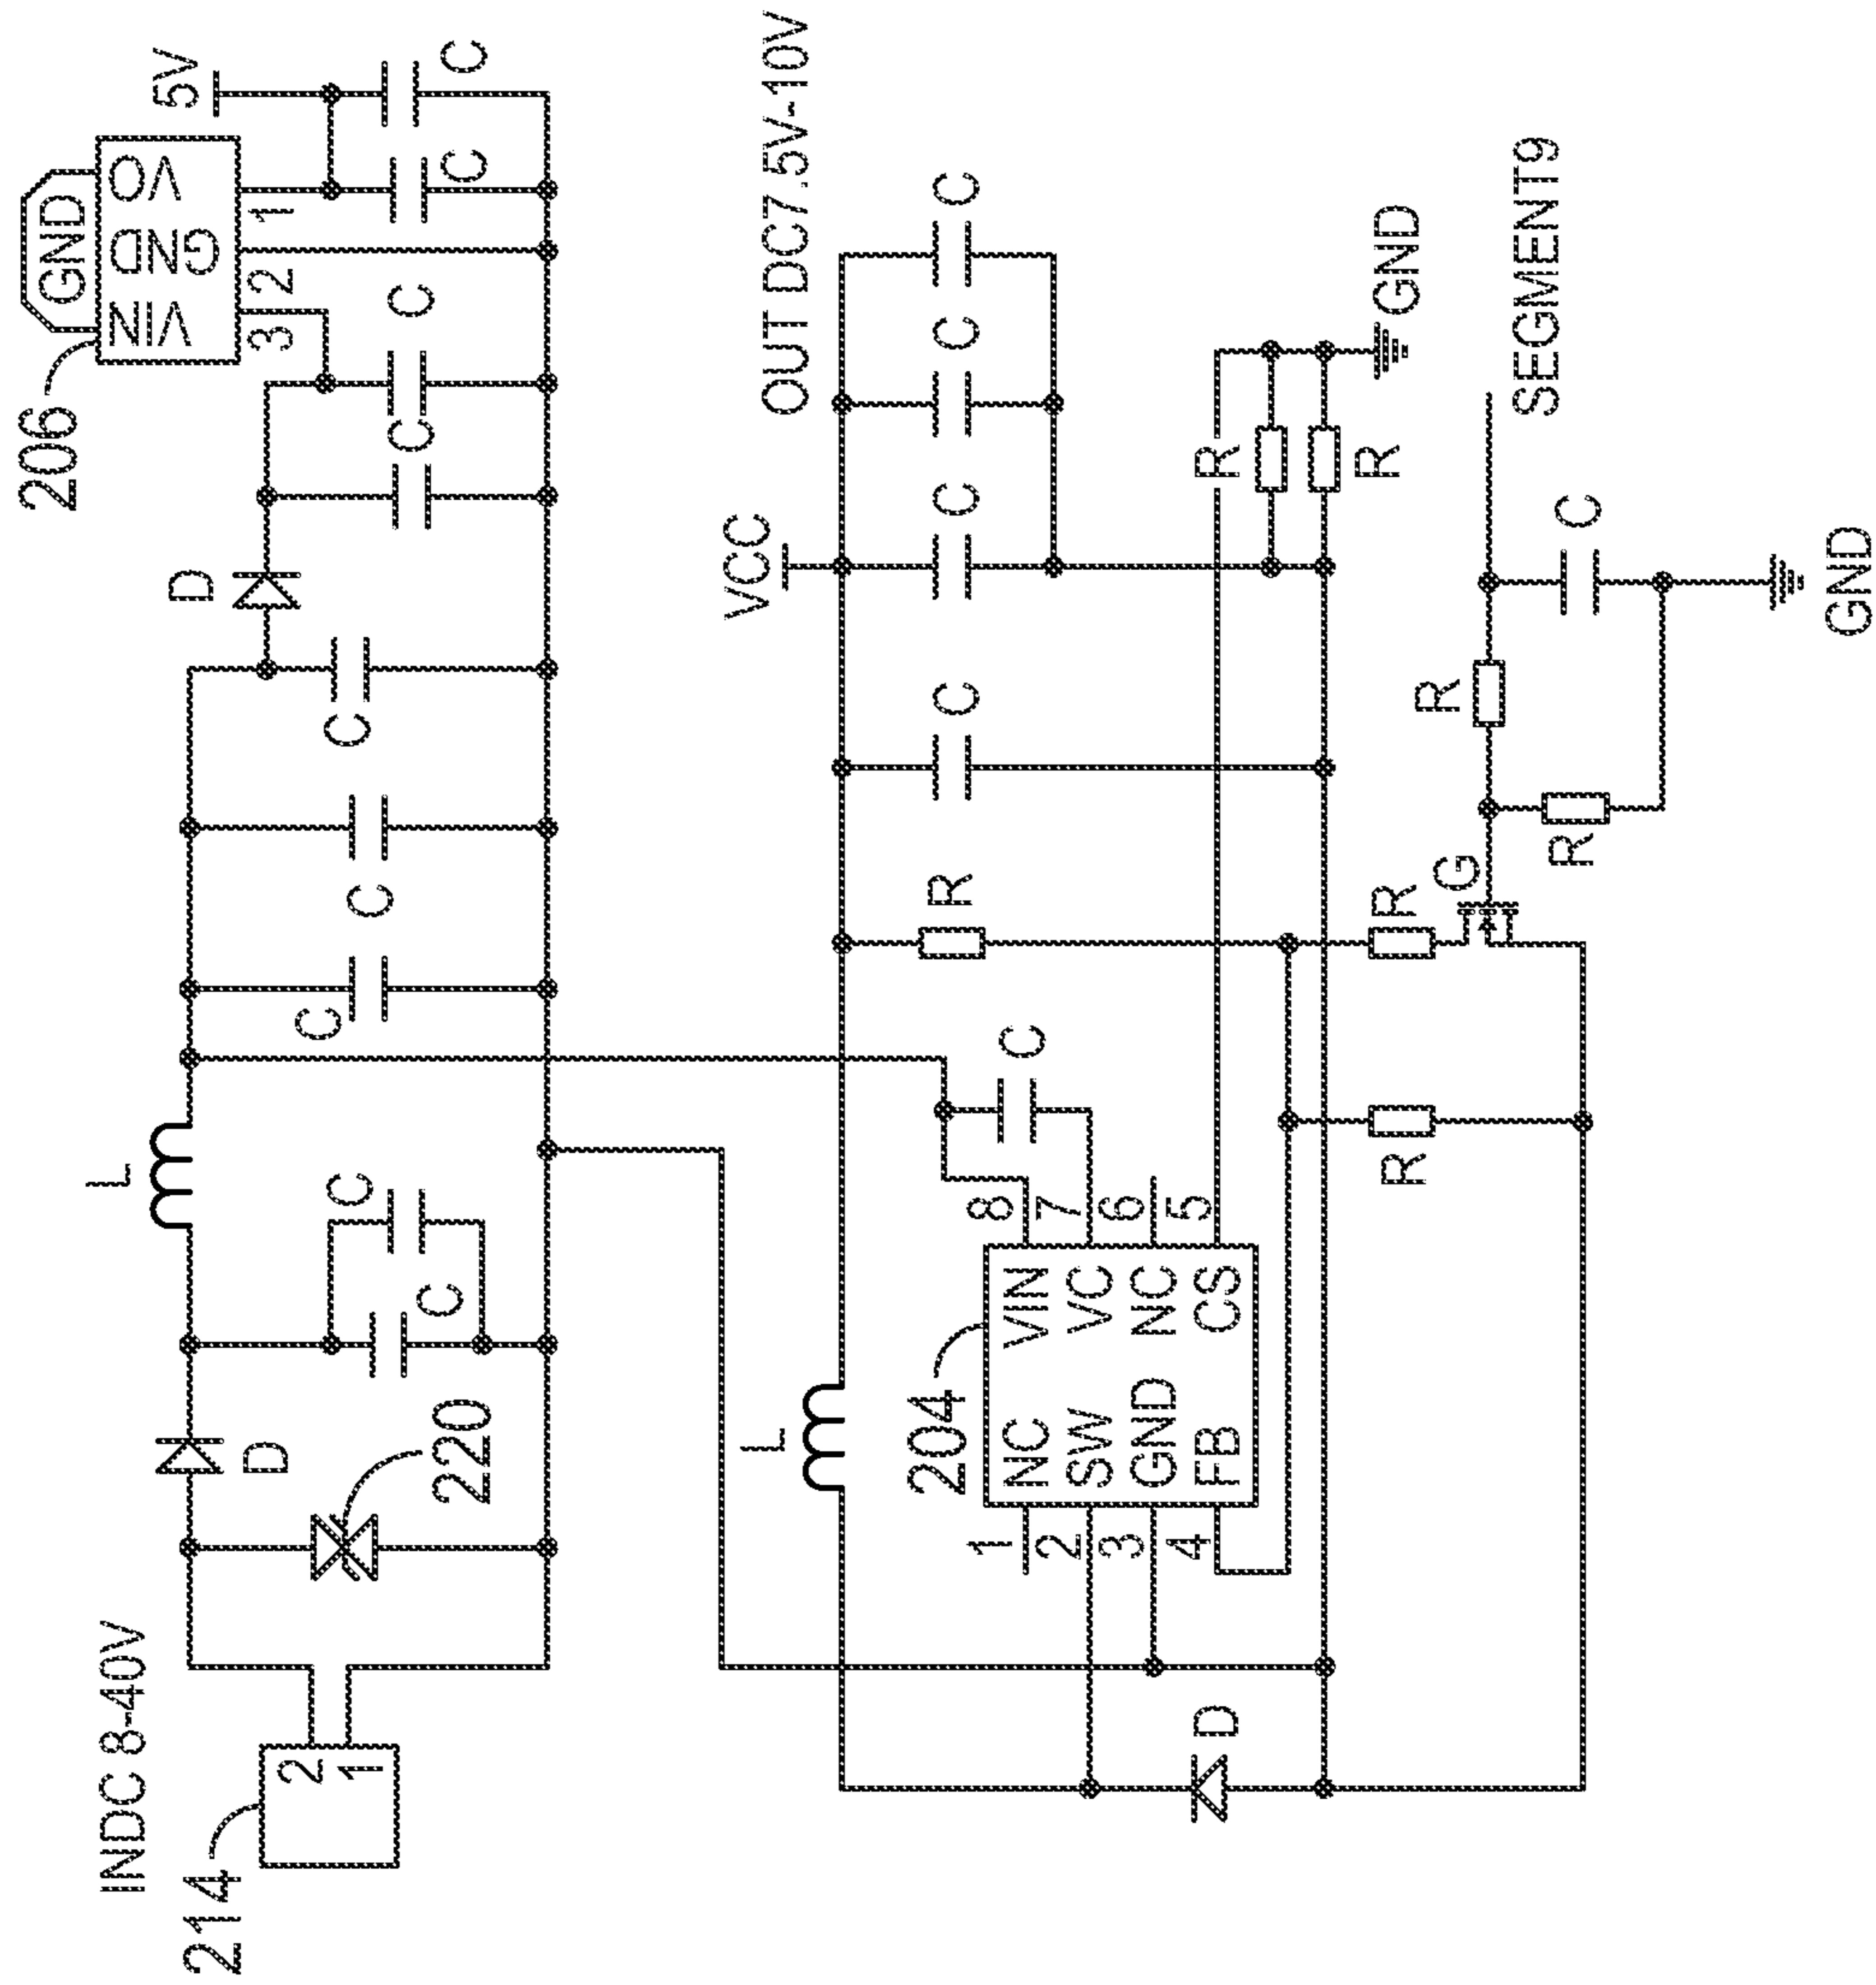 206
GND
VIN GND VO
3 2 1
5V
L
INDC 8-40V
D
214
2
1
D
220
C
C
C
C
C
C
C
C
C
VCC
L
OUT DC7.5V-10V
204
R
C
C
C
C
1 NC VIN 8
C
2 SW VC 7
3 GND NC 6
4 FB CS 5
D
R
R
GND
R
R
R
G
SEGMENT9
R
C
GND